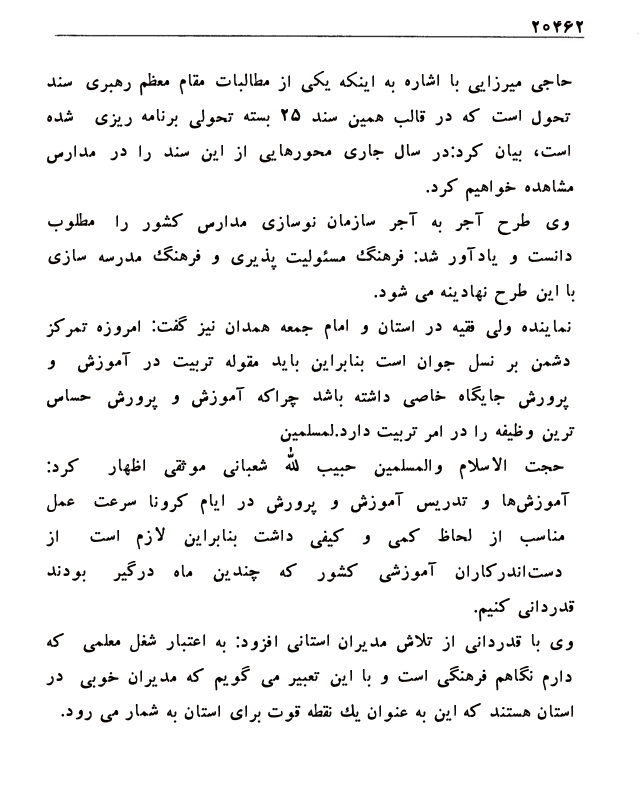 ۲۰۴۶۲
حاجی میرزایی با اشاره به اینکه یکی از مطالبات مقام معظم رهبری سند
تحول است که در قالب همین سند ۲۵ بسته تحولی برنامه ریزی شده
است، بیان کرد:در سال جاری محورهایی از این سند را در مدارس
مشاهده خواهیم کرد.
وی طرح آجر به آجر سازمان نوسازی مدارس کشور را مطلوب
دانست و یادآور شد: فرهنگ مسئولیت پذیری و فرهنگ مدرسه سازی
با این طرح نهادینه می شود.
نماینده ولی فقیه در استان و امام جمعه همدان نیز گفت: امروزه تمرکز
دشمن بر نسل جوان است بنابراین باید مقوله تربیت در آموزش و
پرورش جایگاه خاصی داشته باشد چراکه آموزش و پرورش حساس
ترین وظیفه را در امر تربیت دارد.لمسلمین
حجت الاسلام والمسلمین حبیب الله شعبانی موثقی اظهار کرد:
آموزش‌ها و تدریس آموزش و پرورش در ایام کرونا سرعت عمل
مناسب از لحاظ کمی و کیفی داشت بنابراین لازم است از
دست‌اندرکاران آموزشی کشور که چندین ماه درگیر بودند
قدردانی کنیم.
وی با قدردانی از تلاش مدیران استانی افزود: به اعتبار شغل معلمی که
دارم نگاهم فرهنگی است و با این تعبیر می گویم که مدیران خوبی در
استان هستند که این به عنوان یك نقطه قوت برای استان به شمار می رود.